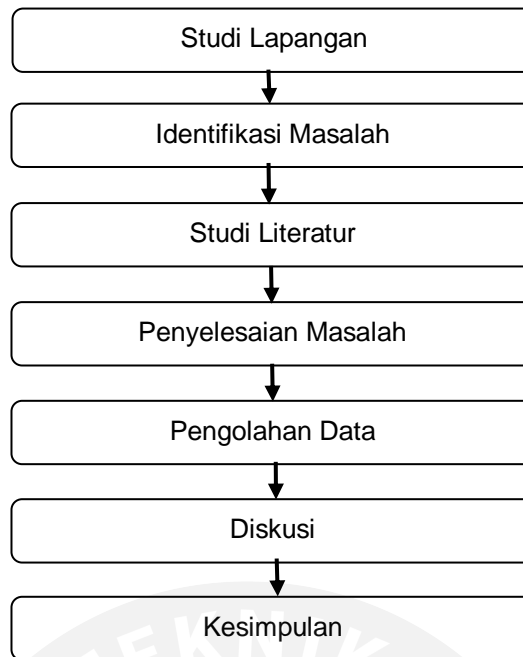 Studi Lapangan
Identifikasi Masalah
Studi Literatur
Penyelesaian Masalah
Pengolahan Data
Diskusi
Kesimpulan